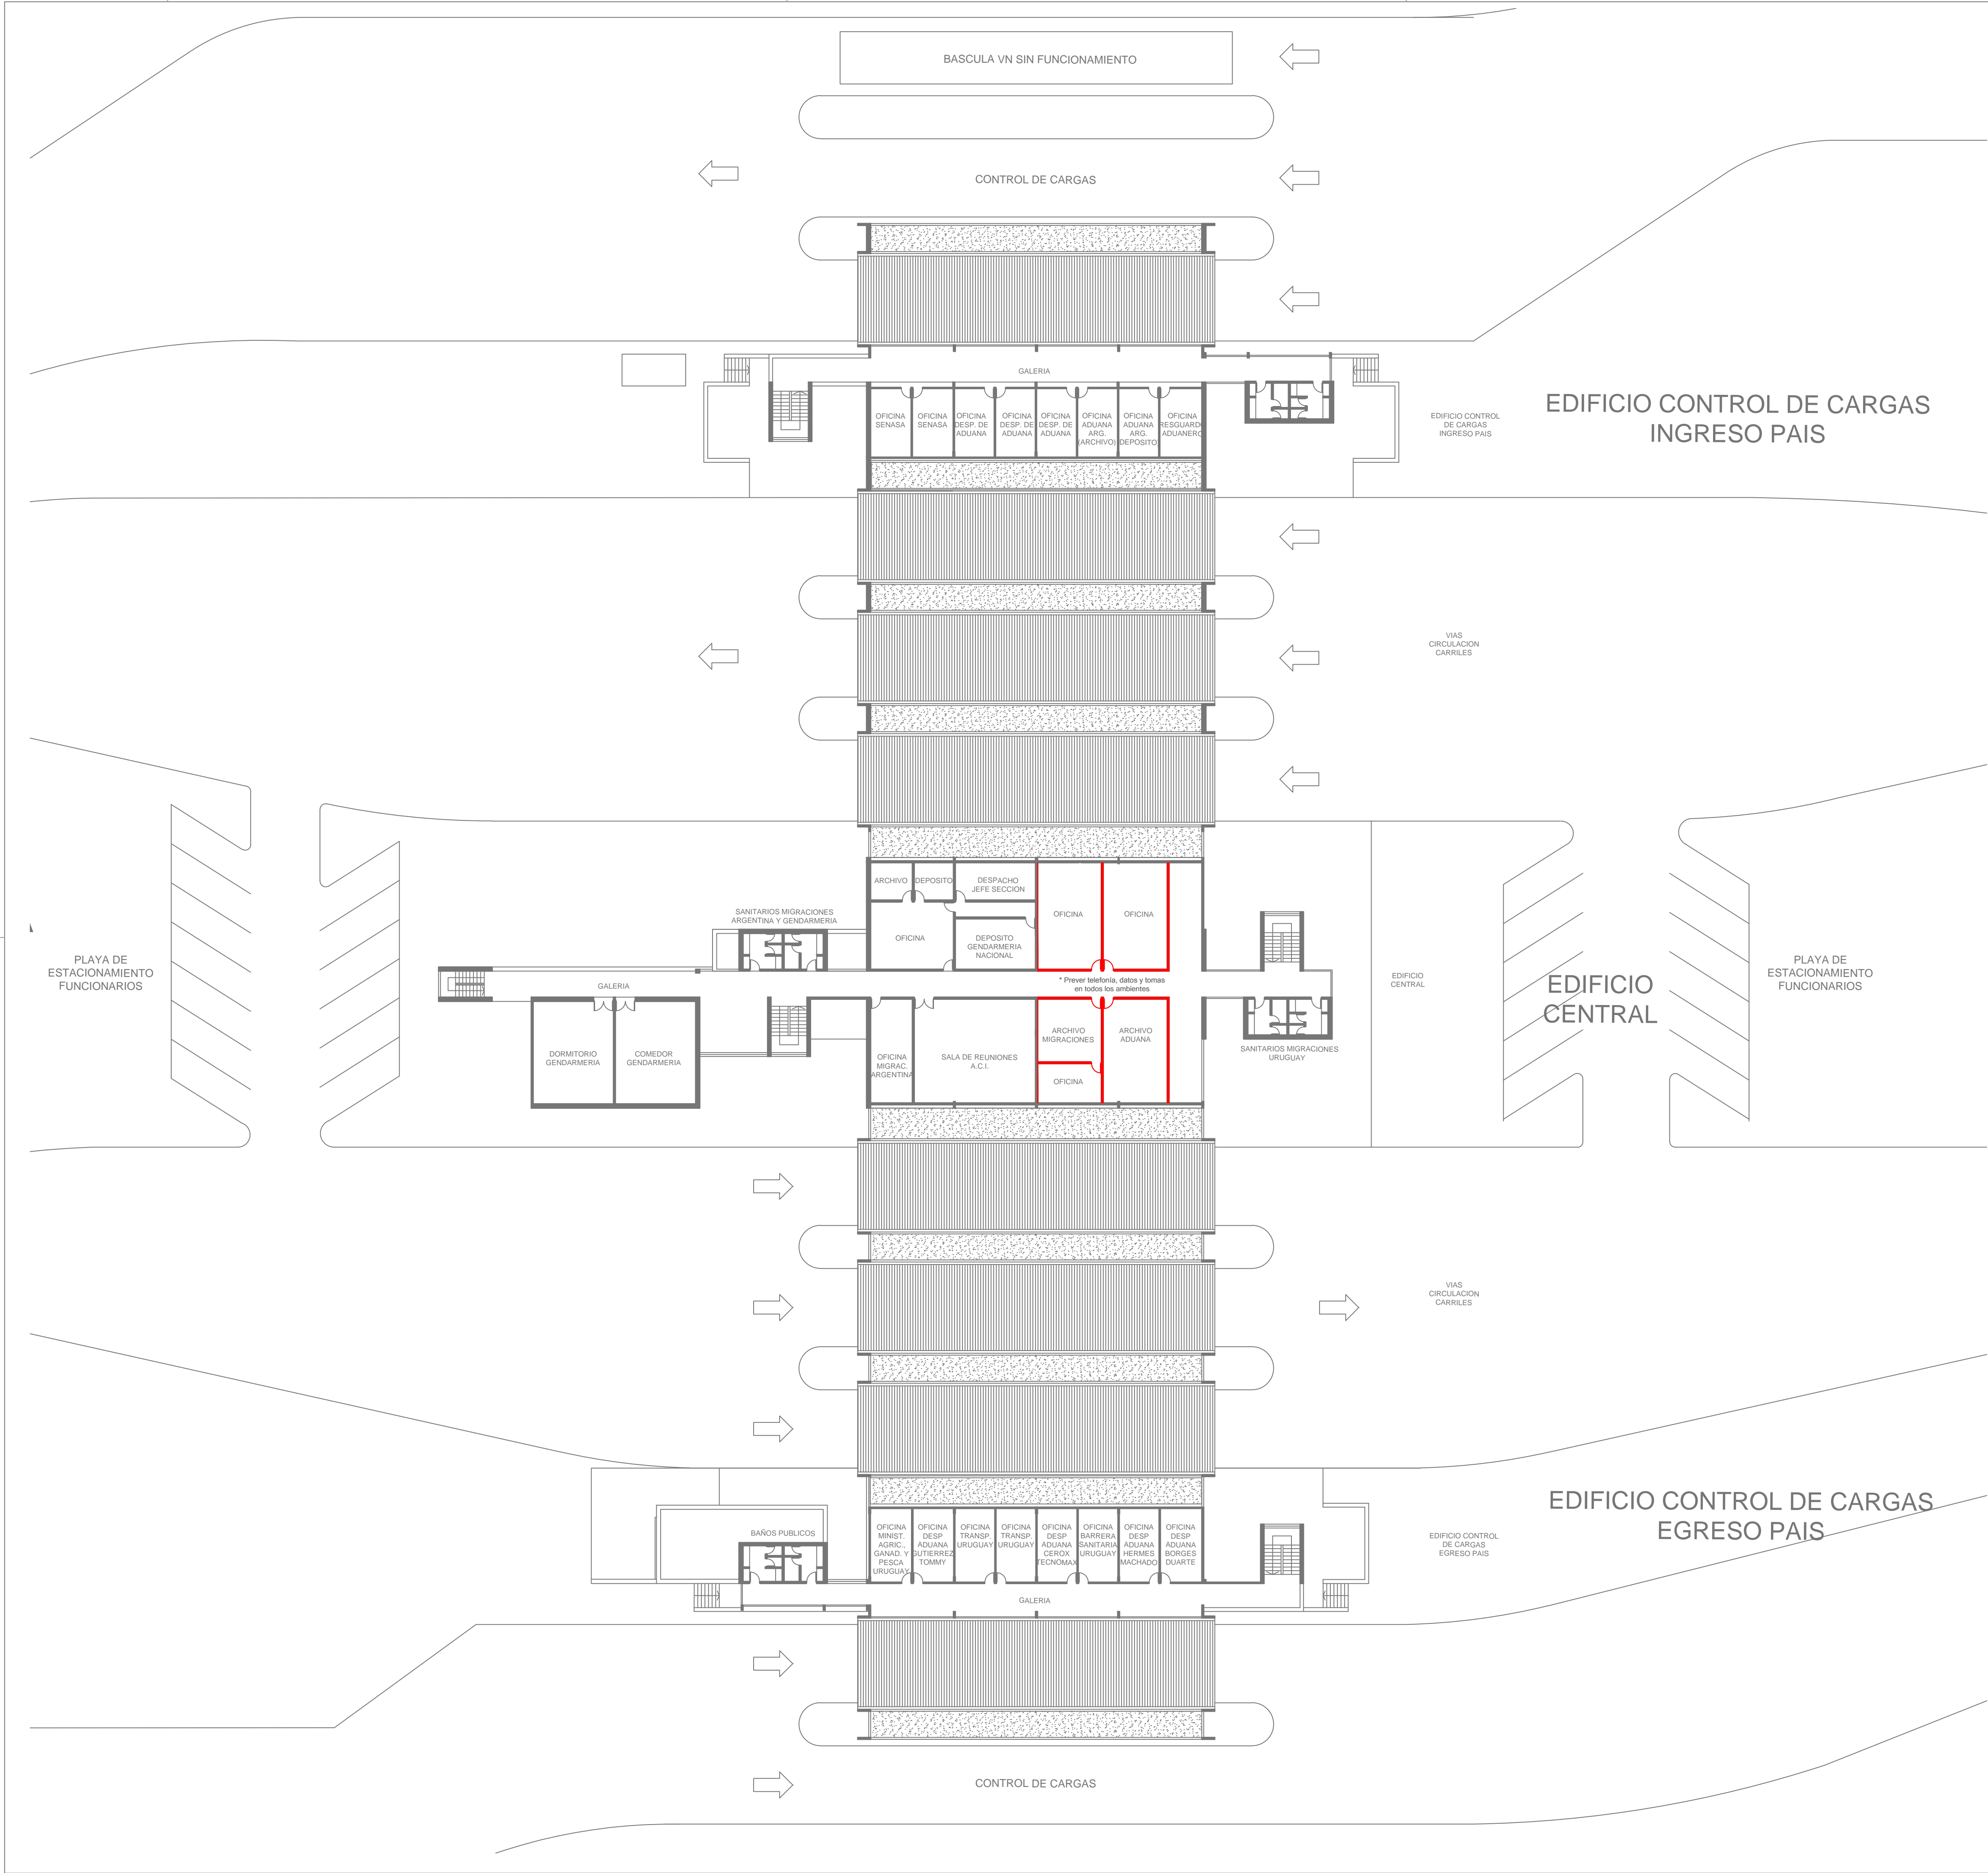 BASCULA VN SIN FUNCIONAMIENTO
CONTROL DE CARGAS
GALERIA
OFICINA
SENASA
OFICINA
SENASA
OFICINA
DESP. DE
ADUANA
OFICINA
DESP. DE
ADUANA
OFICINA
DESP. DE
ADUANA
OFICINA
ADUANA
ARG.
(ARCHIVO)
OFICINA
ADUANA
ARG.
DEPOSITO
OFICINA
RESGUARDO
ADUANERO
EDIFICIO CONTROL
DE CARGAS
INGRESO PAIS
EDIFICIO CONTROL DE CARGAS
INGRESO PAIS
VIAS
CIRCULACION
CARRILES
ARCHIVO
DEPOSITO
DESPACHO
JEFE SECCION
OFICINA
OFICINA
SANITARIOS MIGRACIONES
ARGENTINA Y GENDARMERIA
OFICINA
DEPOSITO
GENDARMERIA
NACIONAL
PLAYA DE
ESTACIONAMIENTO
FUNCIONARIOS
GALERIA
* Prever telefonía, datos y tomas
en todos los ambientes
EDIFICIO
CENTRAL
EDIFICIO
CENTRAL
PLAYA DE
ESTACIONAMIENTO
FUNCIONARIOS
DORMITORIO
GENDARMERIA
COMEDOR
GENDARMERIA
OFICINA
MIGRAC.
ARGENTINA
SALA DE REUNIONES
A.C.I.
ARCHIVO
MIGRACIONES
ARCHIVO
ADUANA
OFICINA
SANITARIOS MIGRACIONES
URUGUAY
VIAS
CIRCULACION
CARRILES
EDIFICIO CONTROL DE CARGAS
EGRESO PAIS
BAÑOS PUBLICOS
OFICINA
MINIST.
AGRIC.,
GANAD. Y
PESCA
URUGUAY
OFICINA
DESP
ADUANA
GUTIERREZ
TOMMY
OFICINA
TRANSP.
URUGUAY
OFICINA
TRANSP.
URUGUAY
OFICINA
DESP
ADUANA
CEROX
TECNOMAX
OFICINA
BARRERA
SANITARIA
URUGUAY
OFICINA
DESP
ADUANA
HERMES
MACHADO
OFICINA
DESP
ADUANA
BORGES
DUARTE
EDIFICIO CONTROL
DE CARGAS
EGRESO PAIS
GALERIA
CONTROL DE CARGAS